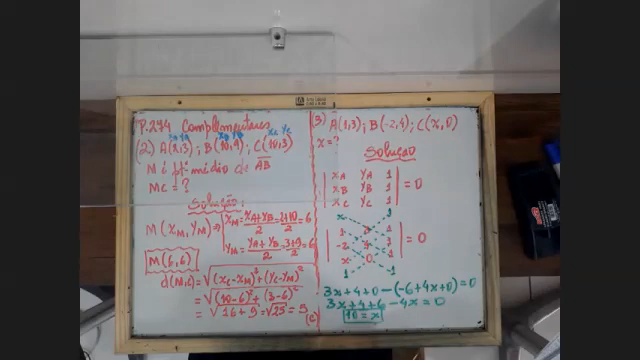 P.274 Complementares
(2) A(2,3); B(10,9); C(10,3)
M é pt médio de AB
MC = ?
Solução:
M(xM, yM) ⇒ { xM = xA + xB / 2 = 2+10 / 2 = 6
yM = yA + yB / 2 = 3+9 / 2 = 6
M(6,6)
d(M,C) = √(xC - xM)² + (yC - yM)²
= √(10-6)² + (3-6)²
= √16+9 = √25 = 5
(c)
(3) A(1,3); B(-2,4); C(x,0)
x = ?
Solução
| xA yA 1 |
| xB yB 1 | = 0
| xC yC 1 |
x 1
| 1 3 1 |
| -2 4 1 | = 0
| x 0 1 |
1 1
3x+4+0 - (-6+4x+0) = 0
3x+4+6 - 4x = 0
10 = x